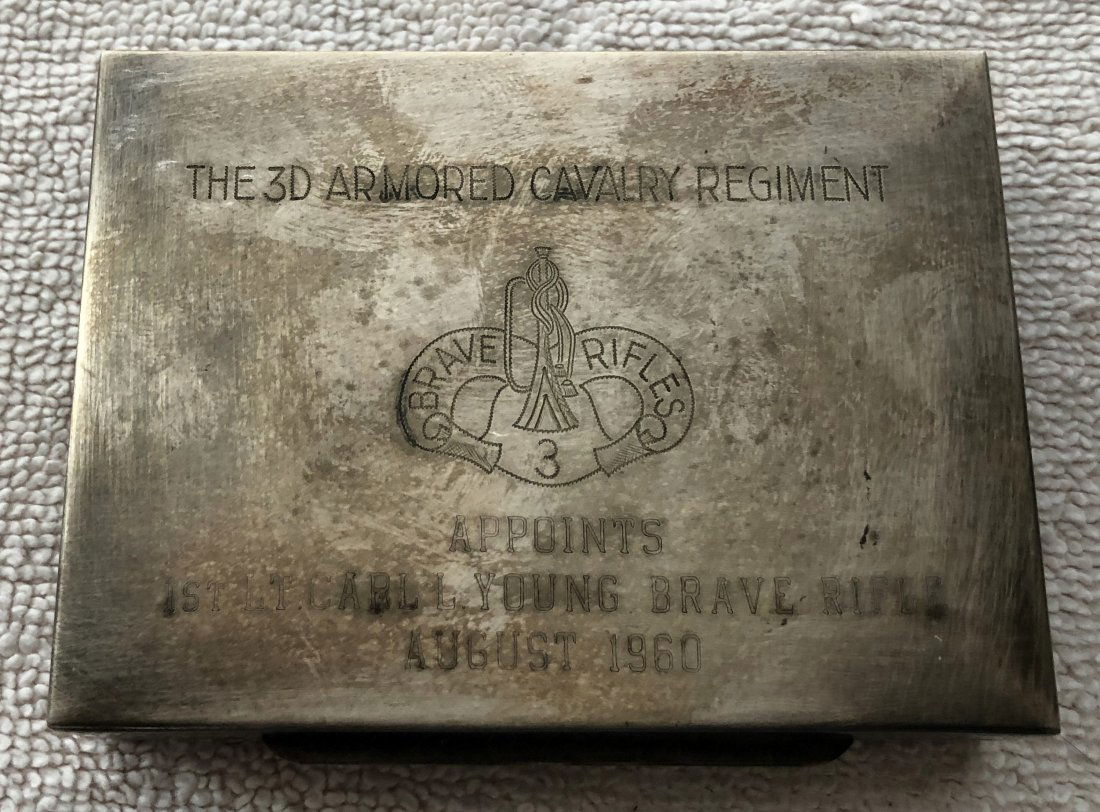 THE 3D ARMORED CAVALRY REGIMENT
BRAVE RIFLES
3
APPOINTS
1ST LT. CARL L. YOUNG BRAVE RIFLE
AUGUST 1960